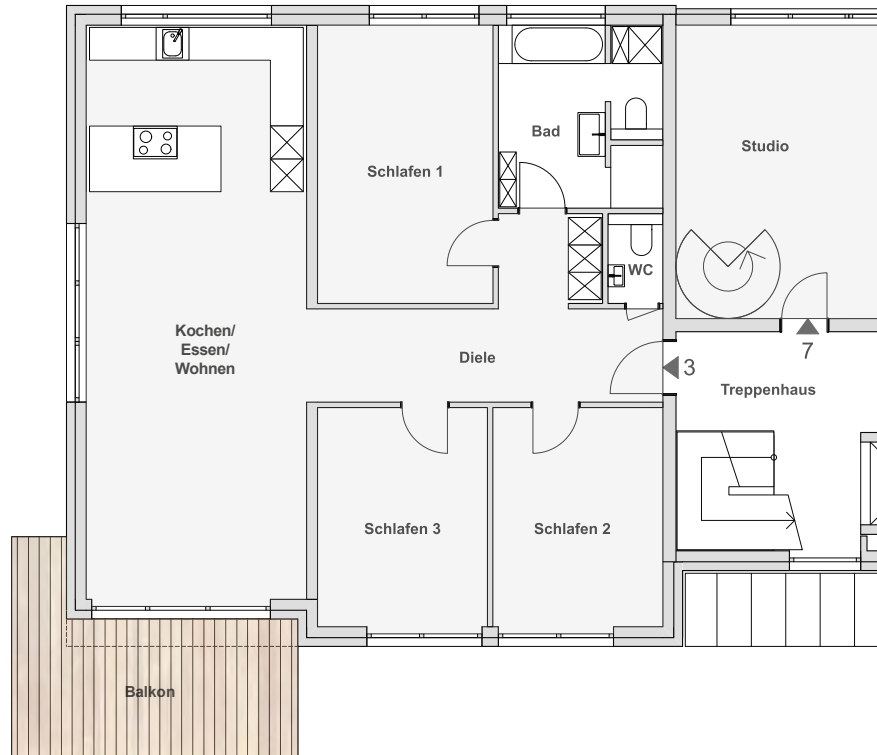 Bad
Studio
Schlafen 1
WC
Kochen/
Essen/
Wohnen
Diele
3
7
Treppenhaus
Schlafen 3
Schlafen 2
Balkon